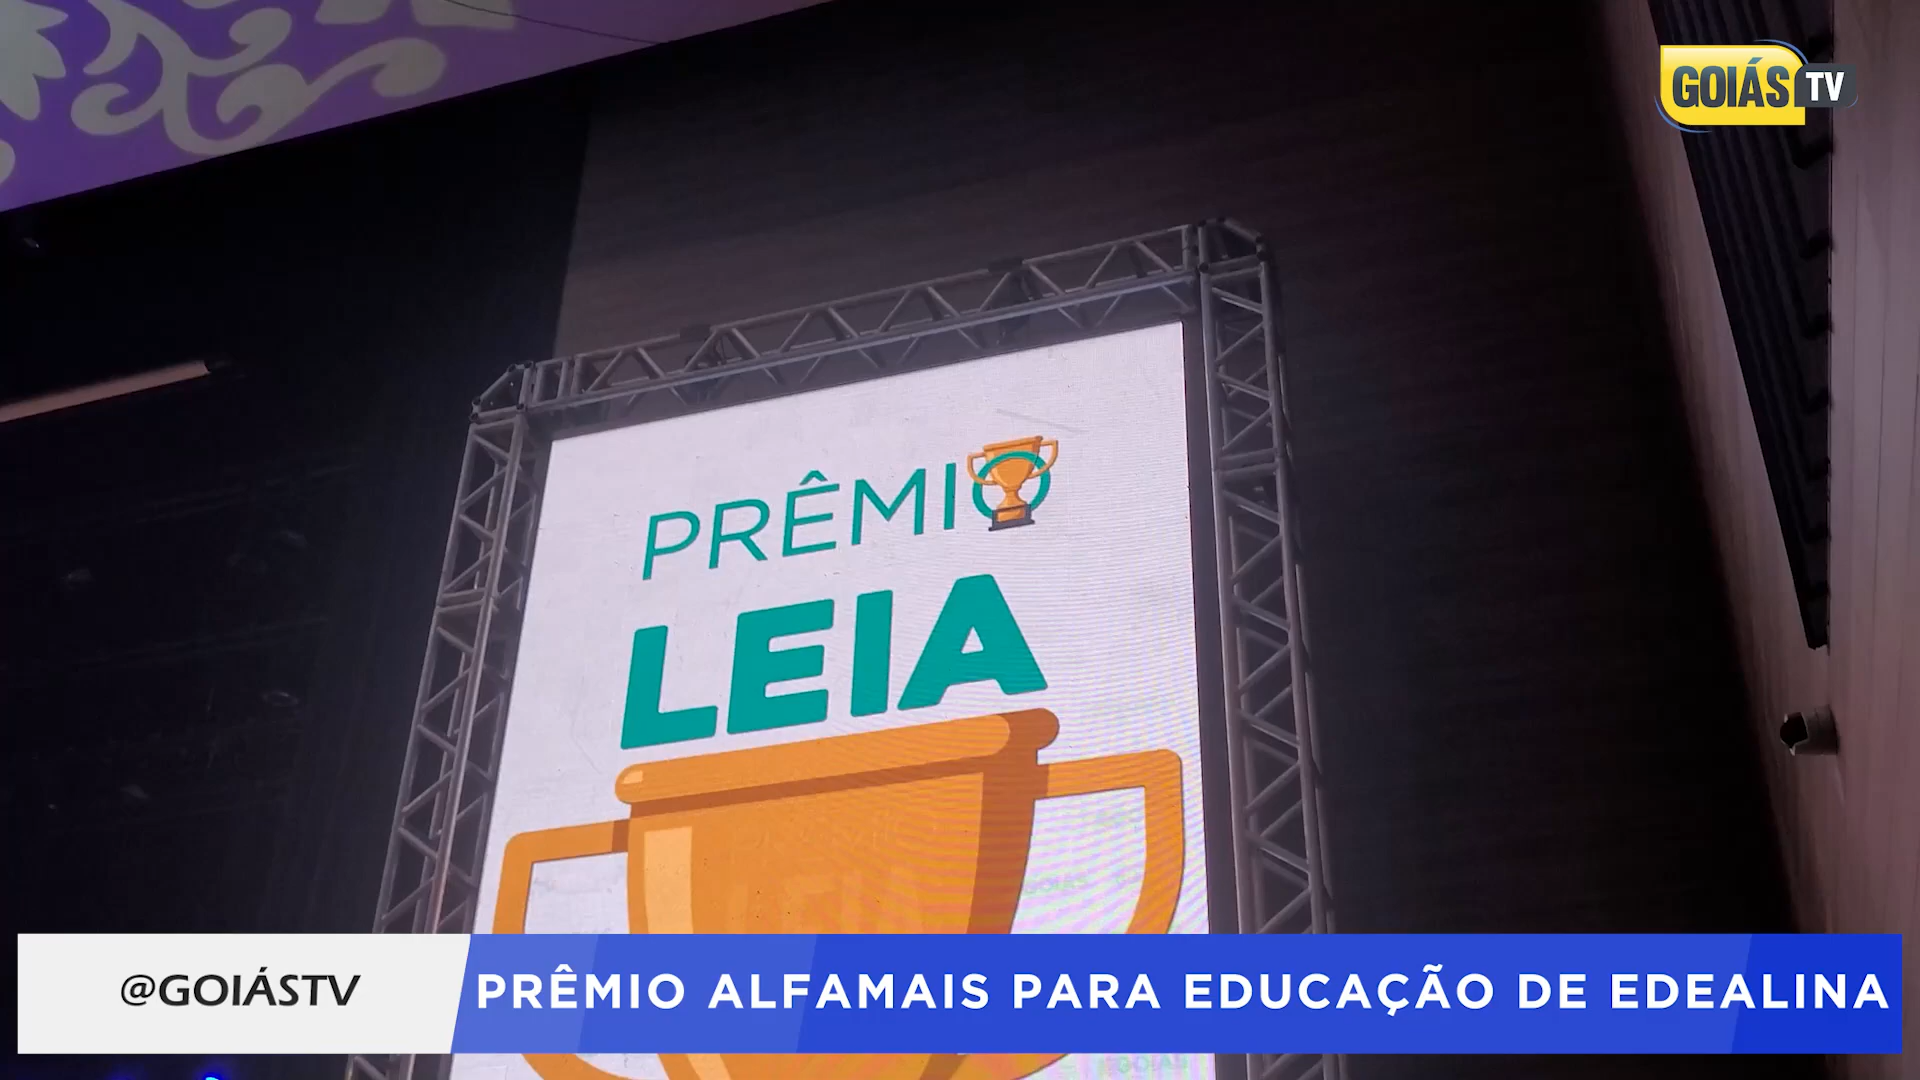 GOIÁS TV
PRÊMIO
LEIA
@GOIÁSTV
PRÊMIO ALFAMAIS PARA EDUCAÇÃO DE EDEALINA